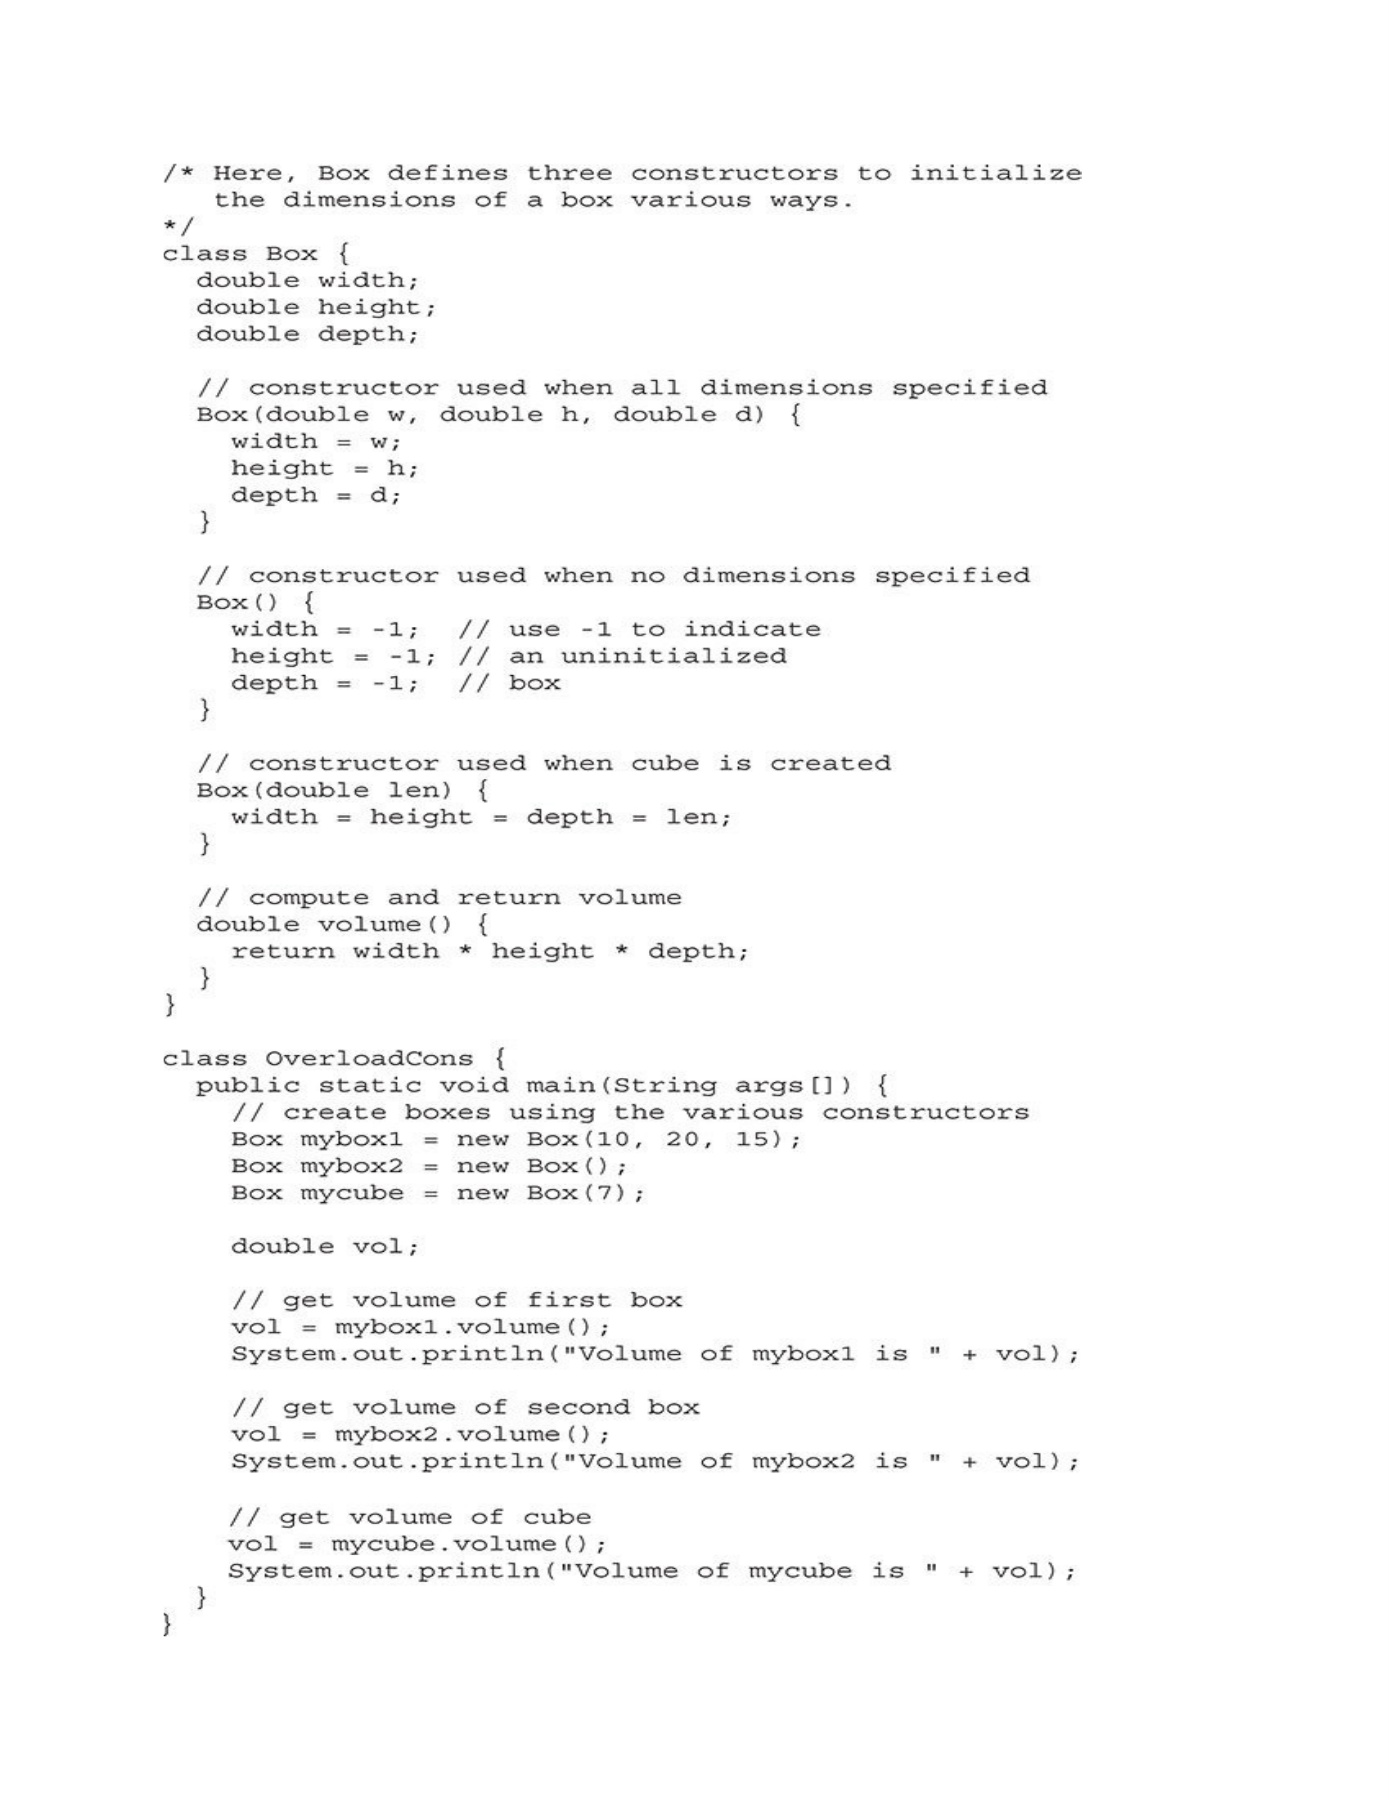 /* Here, Box defines three constructors to initialize
   the dimensions of a box various ways.
*/
class Box {
  double width;
  double height;
  double depth;

  // constructor used when all dimensions specified
  Box(double w, double h, double d) {
    width = w;
    height = h;
    depth = d;
  }

  // constructor used when no dimensions specified
  Box() {
    width = -1;  // use -1 to indicate
    height = -1; // an uninitialized
    depth = -1;  // box
  }

  // constructor used when cube is created
  Box(double len) {
    width = height = depth = len;
  }

  // compute and return volume
  double volume() {
    return width * height * depth;
  }
}

class OverloadCons {
  public static void main(String args[]) {
    // create boxes using the various constructors
    Box mybox1 = new Box(10, 20, 15);
    Box mybox2 = new Box();
    Box mycube = new Box(7);

    double vol;

    // get volume of first box
    vol = mybox1.volume();
    System.out.println("Volume of mybox1 is " + vol);

    // get volume of second box
    vol = mybox2.volume();
    System.out.println("Volume of mybox2 is " + vol);

    // get volume of cube
    vol = mycube.volume();
    System.out.println("Volume of mycube is " + vol);
  }
}